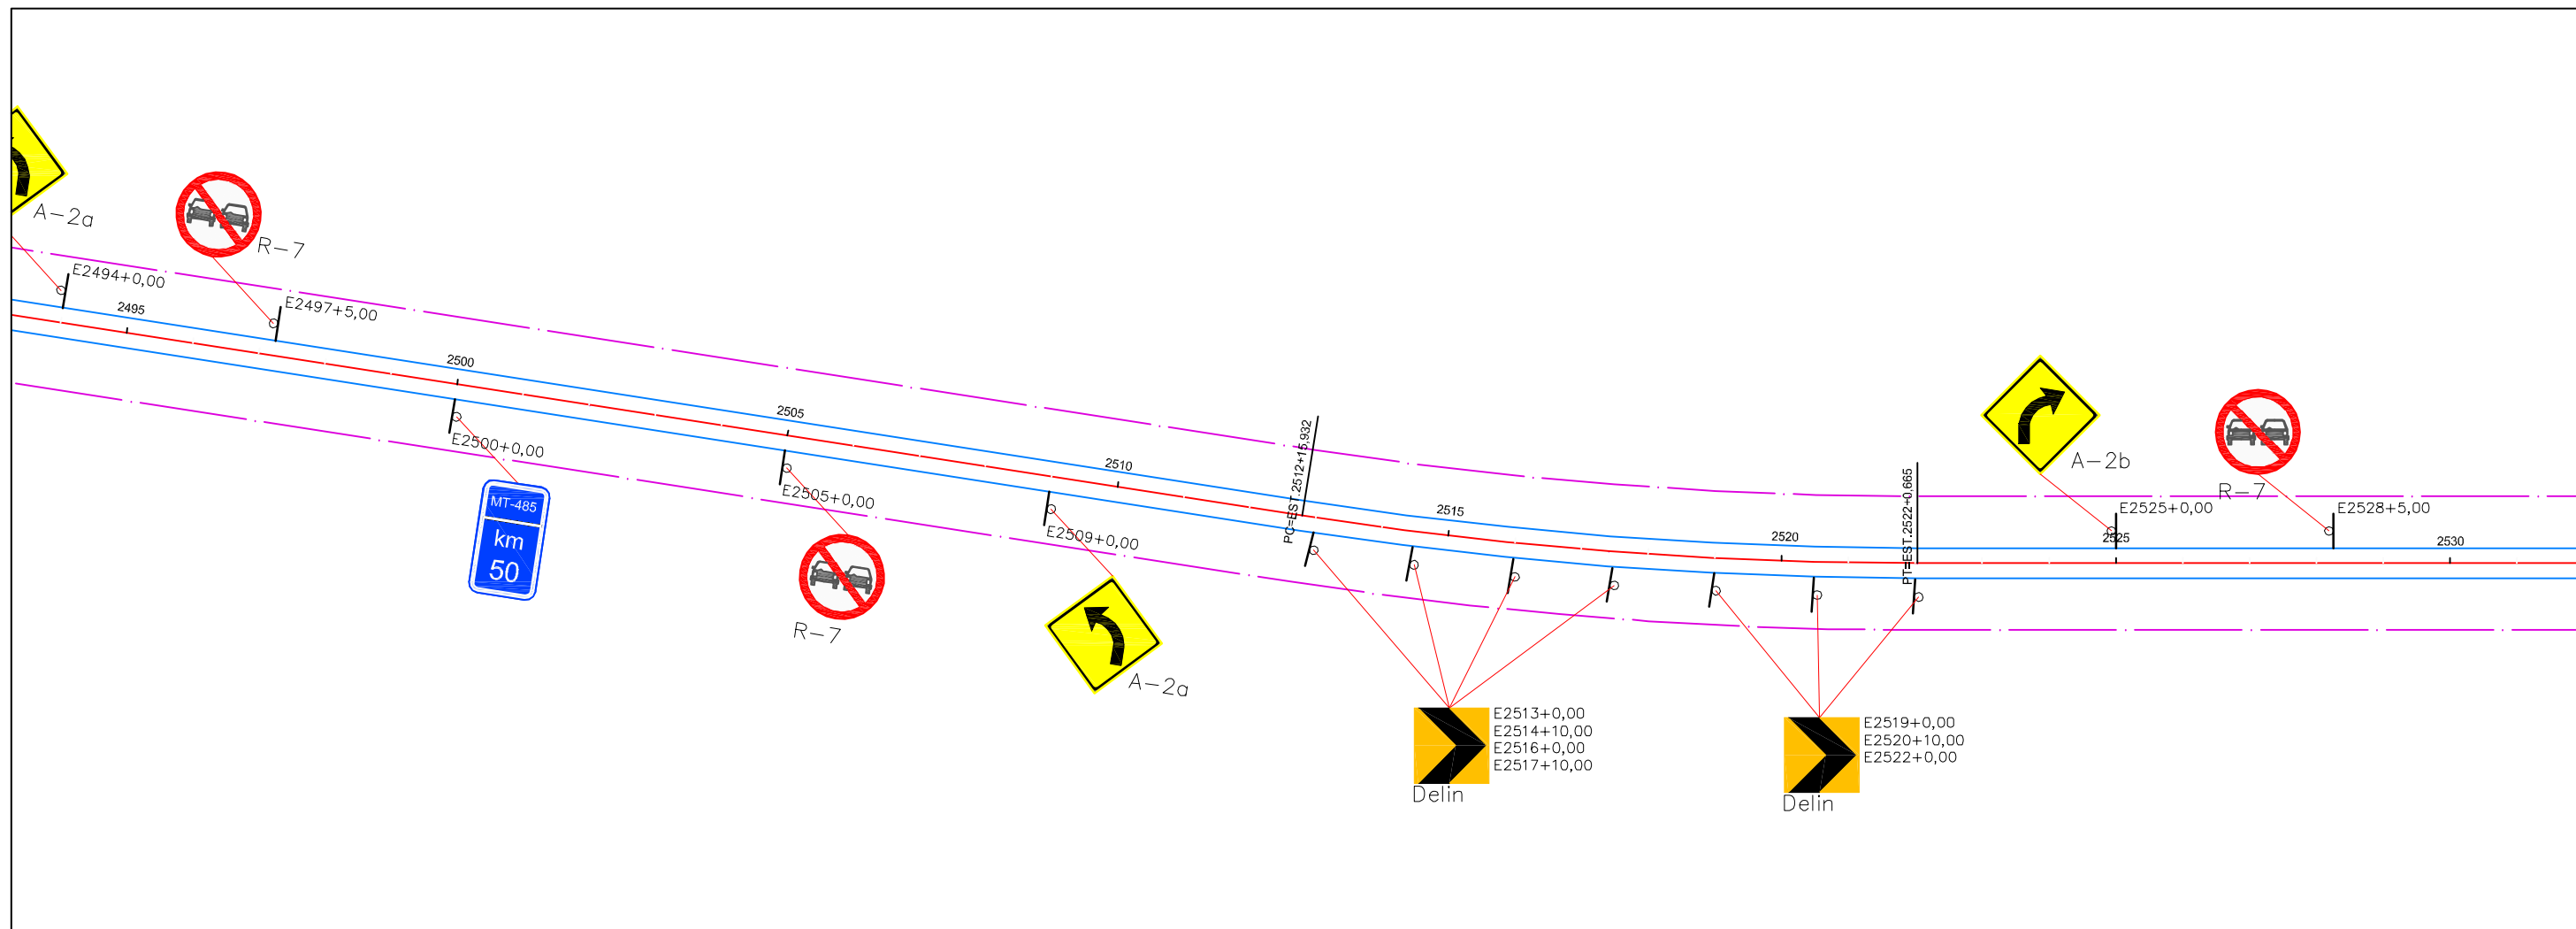 A-2a
R-7
E2494+0,00
E2497+5,00
2495
2500
E2500+0,00
MT-485
km
50
2505
E2505+0,00
R-7
2510
E2509+0,00
A-2a
PC=EST.2512+15,932
2515
E2513+0,00
E2514+10,00
E2516+0,00
E2517+10,00
Delin
2520
E2519+0,00
E2520+10,00
E2522+0,00
Delin
PT=EST.2522+0,665
A-2b
E2525+0,00
2525
R-7
E2528+5,00
2530